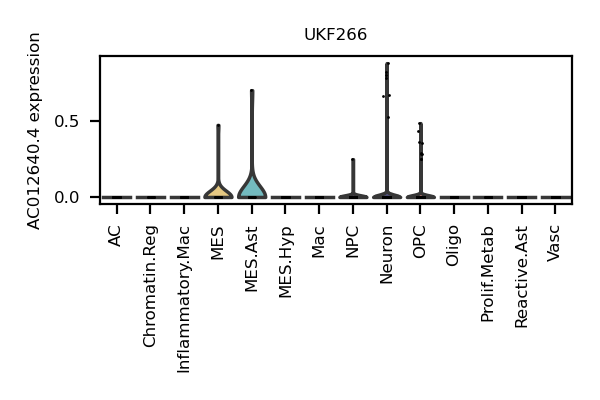 UKF266
AC012640.4 expression
0.5
0.0
AC
Chromatin.Reg
Inflammatory.Mac
MES
MES.Ast
MES.Hyp
Mac
NPC
Neuron
OPC
Oligo
Prolif.Metab
Reactive.Ast
Vasc